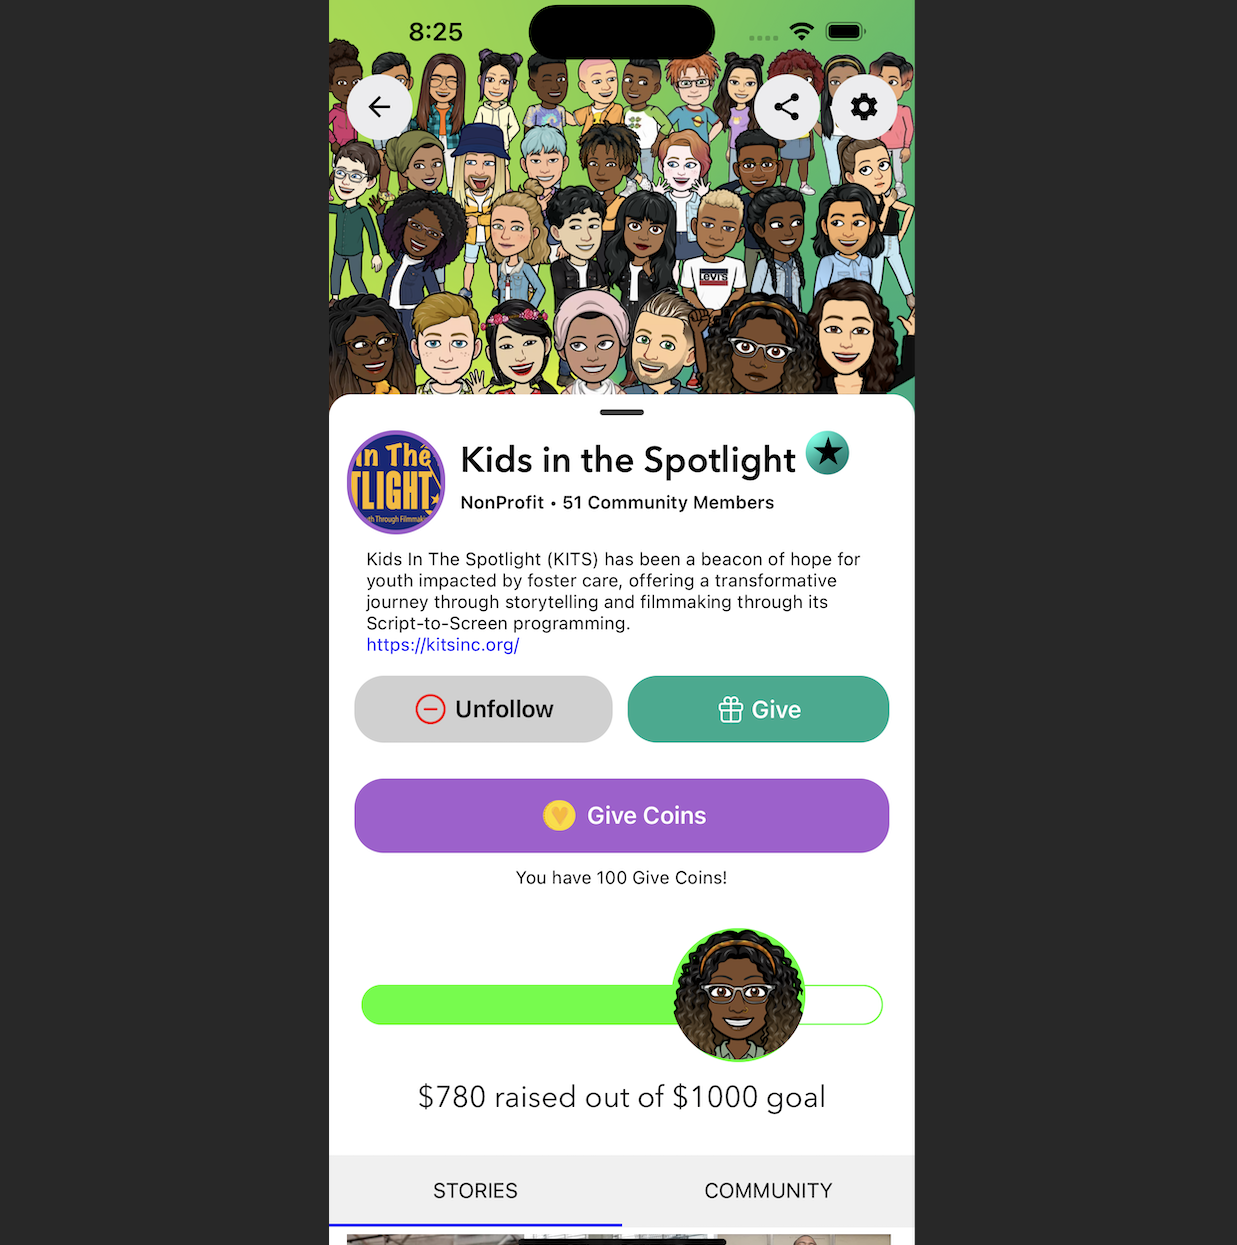 8:25
LEVI'S
In The
TLIGHT
th Through Filmmaki
Kids in the Spotlight
NonProfit • 51 Community Members
Kids In The Spotlight (KITS) has been a beacon of hope for
youth impacted by foster care, offering a transformative
journey through storytelling and filmmaking through its
Script-to-Screen programming.
https://kitsinc.org/
Unfollow
Give
Give Coins
You have 100 Give Coins!
$780 raised out of $1000 goal
STORIES
COMMUNITY